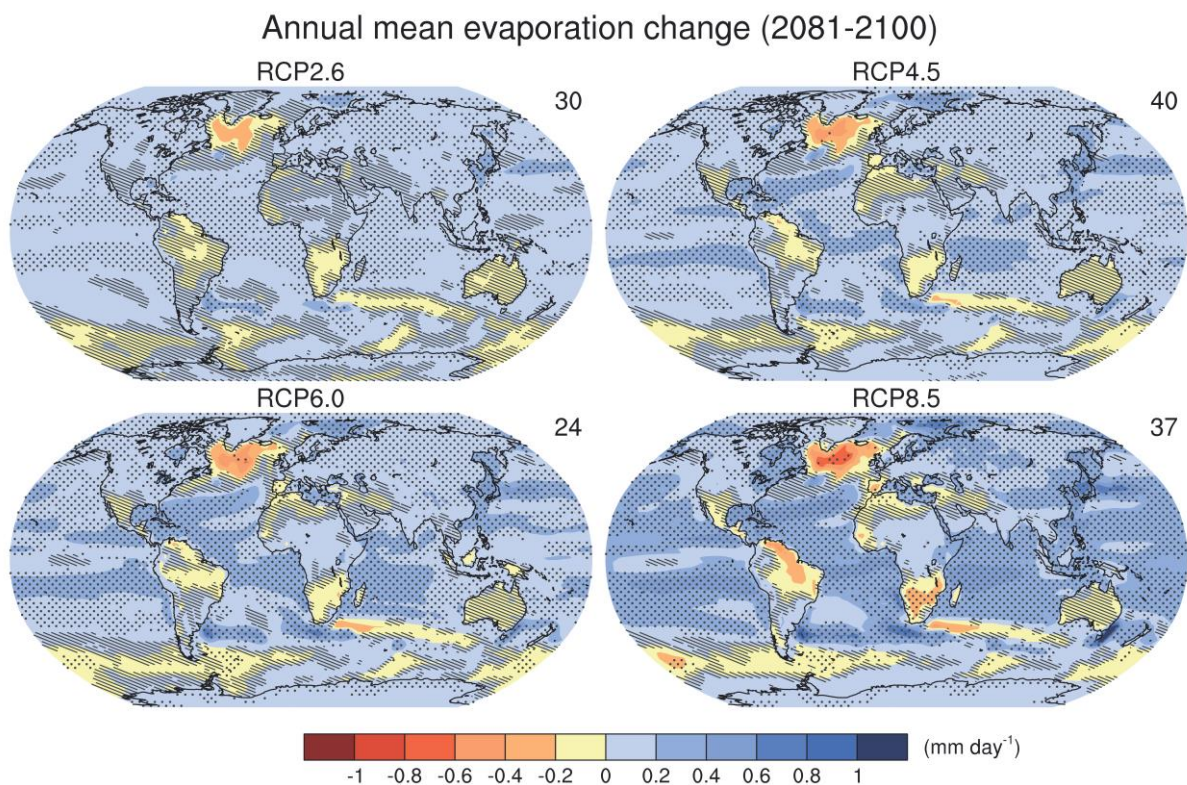 Annual mean evaporation change (2081-2100)
RCP2.6
30
RCP4.5
40
RCP6.0
24
RCP8.5
37
-1 -0.8 -0.6 -0.4 -0.2 0 0.2 0.4 0.6 0.8 1
(mm day⁻¹)